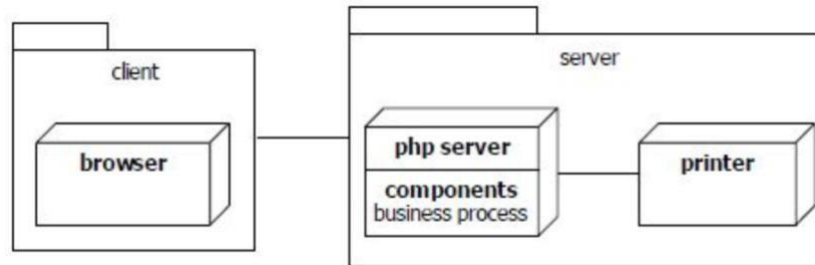 client
browser
server
php server
components
business process
printer